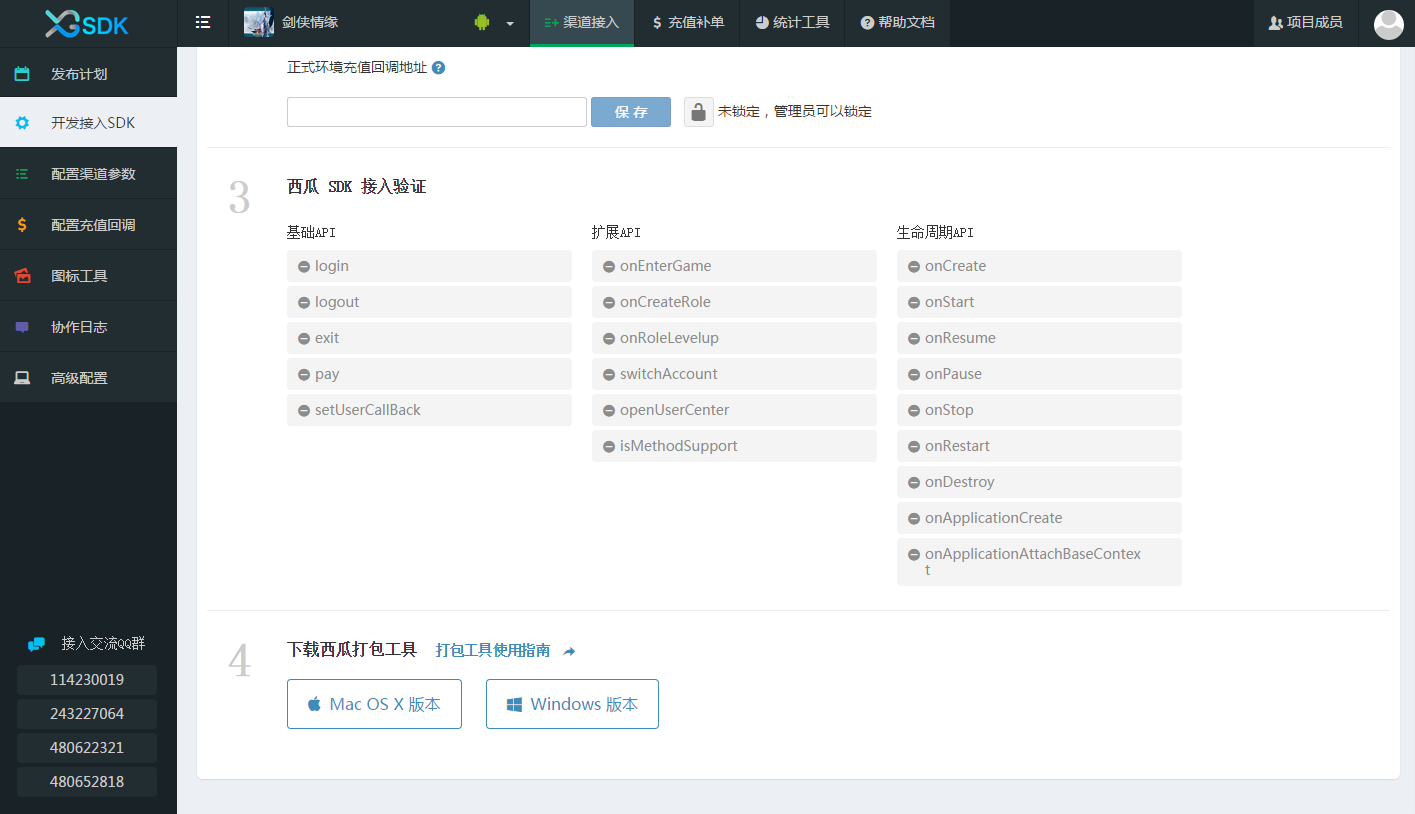 XGSDK
剑侠情缘
渠道接入
充值补单
统计工具
帮助文档
项目成员
发布计划
开发接入SDK
配置渠道参数
配置充值回调
图标工具
协作日志
高级配置
接入交流QQ群
114230019
243227064
480622321
480652818
正式环境充值回调地址
保 存
未锁定，管理员可以锁定
3
西瓜 SDK 接入验证
基础API
login
logout
exit
pay
setUserCallBack
扩展API
onEnterGame
onCreateRole
onRoleLevelup
switchAccount
openUserCenter
isMethodSupport
生命周期API
onCreate
onStart
onResume
onPause
onStop
onRestart
onDestroy
onApplicationCreate
onApplicationAttachBaseContex
t
4
下载西瓜打包工具 打包工具使用指南
Mac OS X 版本
Windows 版本